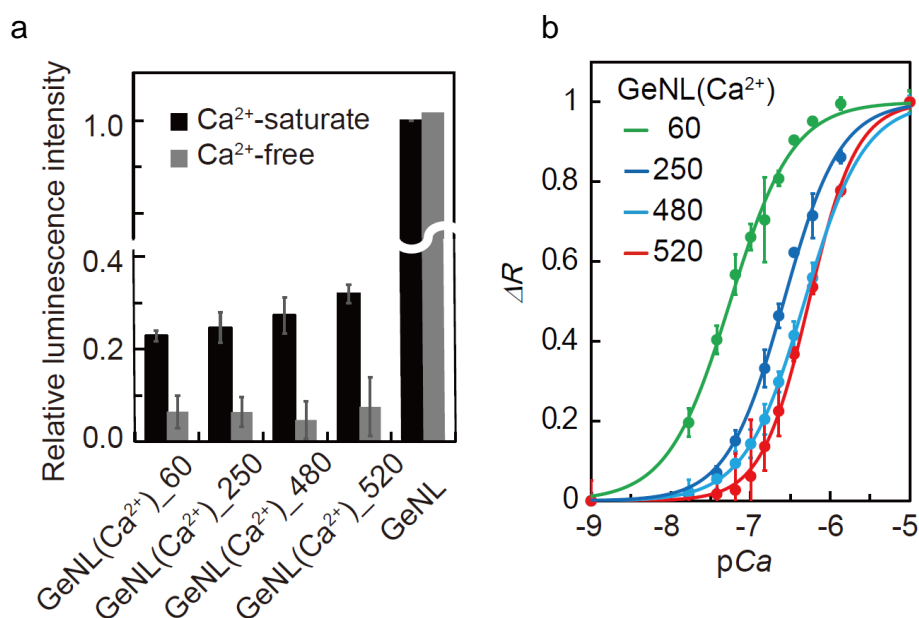 a
Relative luminescence intensity
1.0
0.4
0.2
0.0
Ca²⁺-saturate
Ca²⁺-free
GeNL(Ca²⁺)_60
GeNL(Ca²⁺)_250
GeNL(Ca²⁺)_480
GeNL(Ca²⁺)_520
GeNL
b
ΔR
1
0.8
0.6
0.4
0.2
0
GeNL(Ca²⁺)
60
250
480
520
-9
-8
-7
-6
-5
pCa